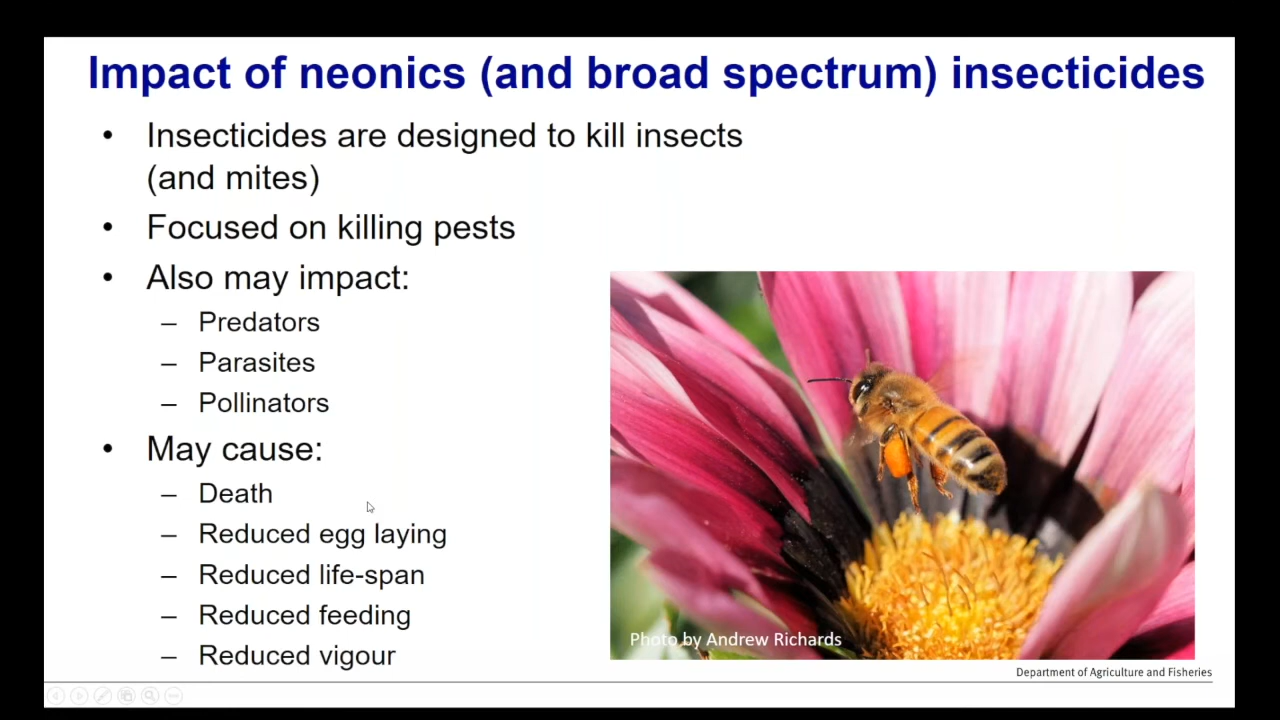 Impact of neonics (and broad spectrum) insecticides
• Insecticides are designed to kill insects
(and mites)
• Focused on killing pests
• Also may impact:
– Predators
– Parasites
– Pollinators
• May cause:
– Death
– Reduced egg laying
– Reduced life-span
– Reduced feeding
– Reduced vigour
Photo by Andrew Richards
Department of Agriculture and Fisheries